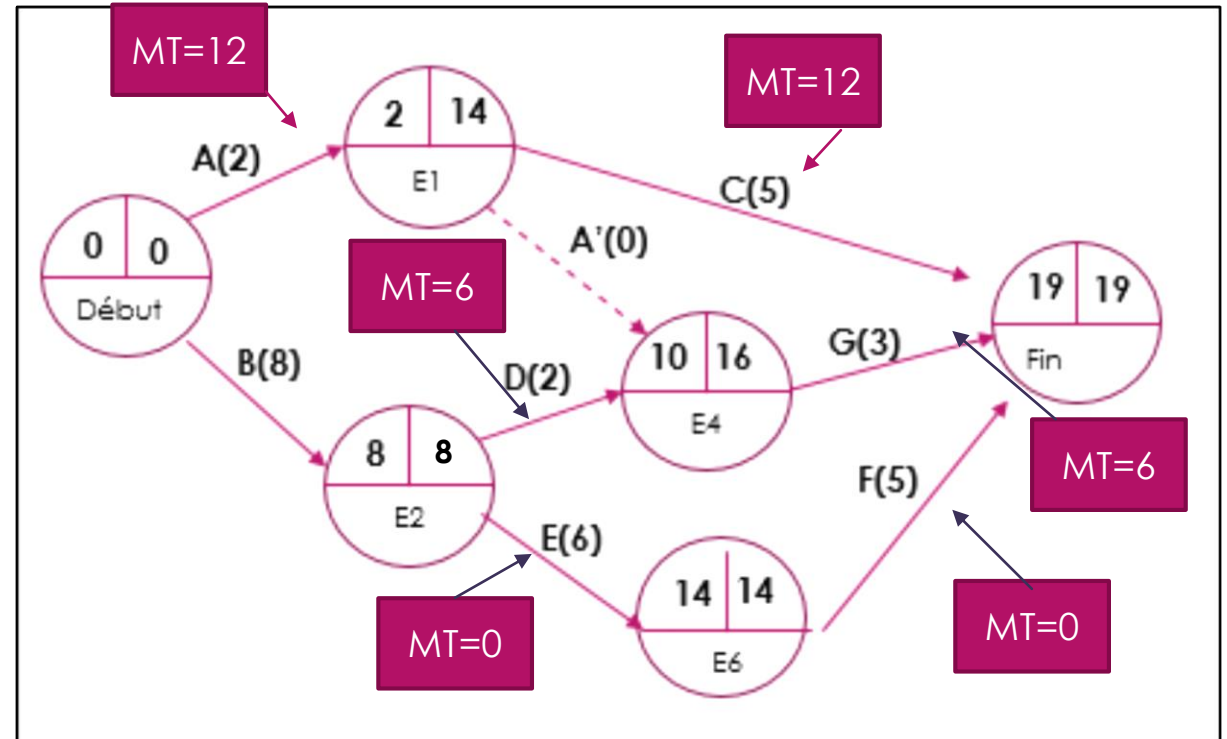 MT=12
MT=12
2 14
E1
A(2)
C(5)
0 0
Début
A'(0)
MT=6
19 19
Fin
B(8)
D(2)
10 16
E4
G(3)
8 8
E2
MT=6
F(5)
E(6)
14 14
E6
MT=0
MT=0